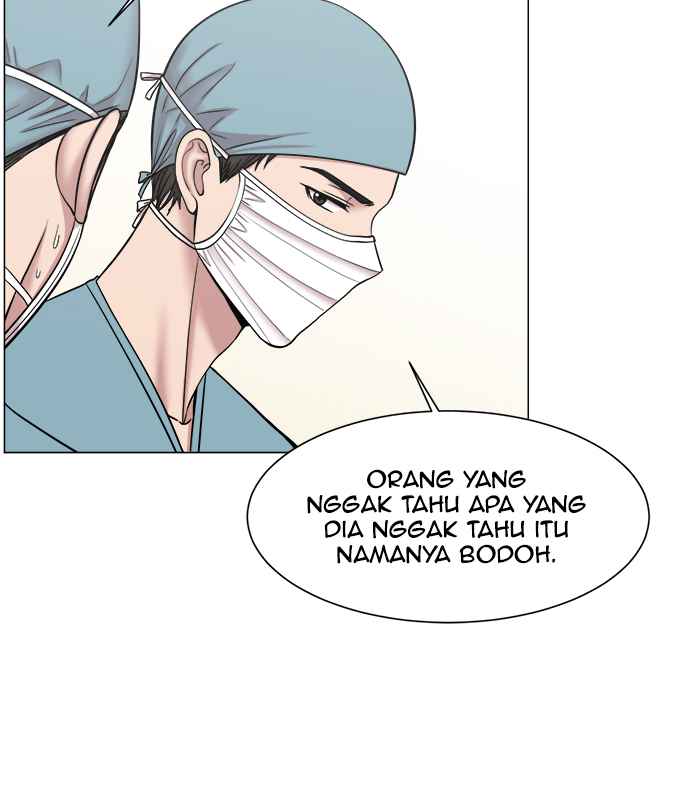 ORANG YANG
NGGAK TAHU APA YANG
DIA NGGAK TAHU ITU
NAMANYA BODOH.